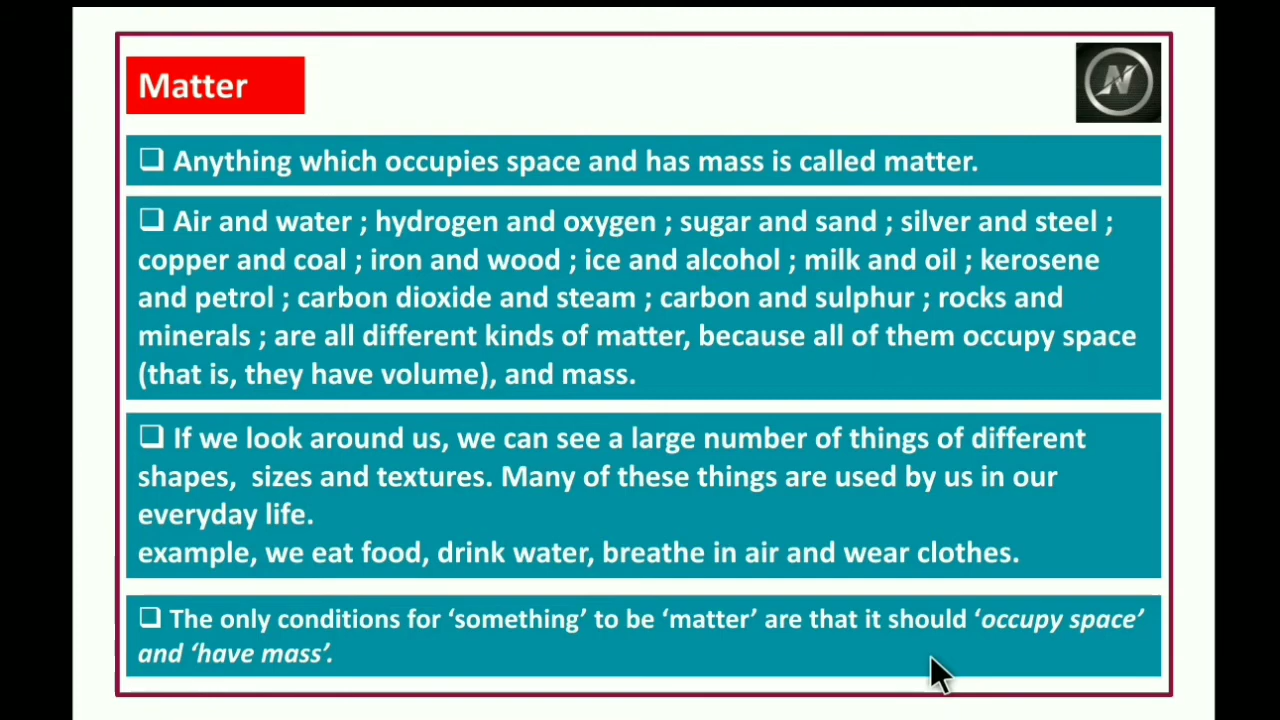 Matter
N
❑ Anything which occupies space and has mass is called matter.
❑ Air and water ; hydrogen and oxygen ; sugar and sand ; silver and steel ;
copper and coal ; iron and wood ; ice and alcohol ; milk and oil ; kerosene
and petrol ; carbon dioxide and steam ; carbon and sulphur ; rocks and
minerals ; are all different kinds of matter, because all of them occupy space
(that is, they have volume), and mass.
❑ If we look around us, we can see a large number of things of different
shapes,  sizes and textures. Many of these things are used by us in our
everyday life.
example, we eat food, drink water, breathe in air and wear clothes.
❑ The only conditions for ‘something’ to be ‘matter’ are that it should ‘occupy space’
and ‘have mass’.